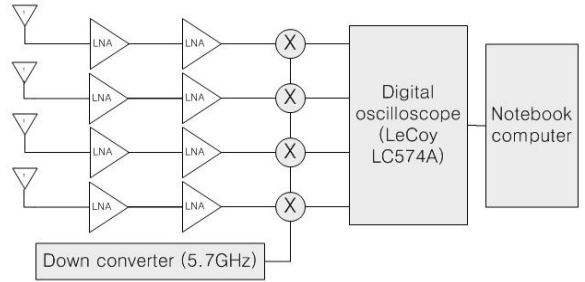 LNA LNA X
LNA LNA X
LNA LNA X
LNA LNA X
Digital
oscilloscope
(LeCoy
LC574A)
Notebook
computer
Down converter (5.7GHz)